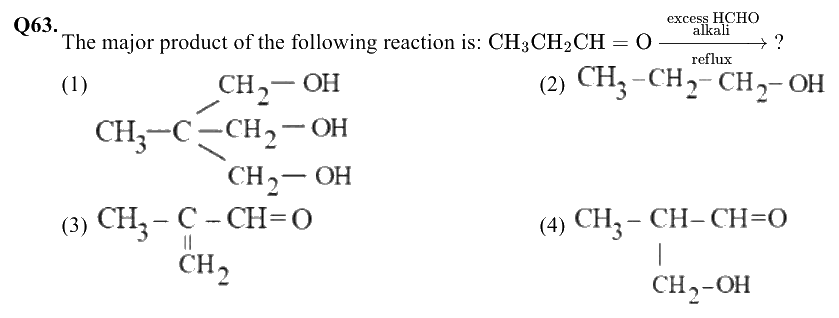 Q63.
The major product of the following reaction is: CH₃CH₂CH = O excess HCHO alkali ⟶ reflux ?
(1) CH₂—OH
CH₃—C—CH₂—OH
CH₂—OH
(2) CH₃-CH₂-CH₂-OH
(3) CH₃-C-CH=O
||
CH₂
(4) CH₃-CH-CH=O
|
CH₂-OH